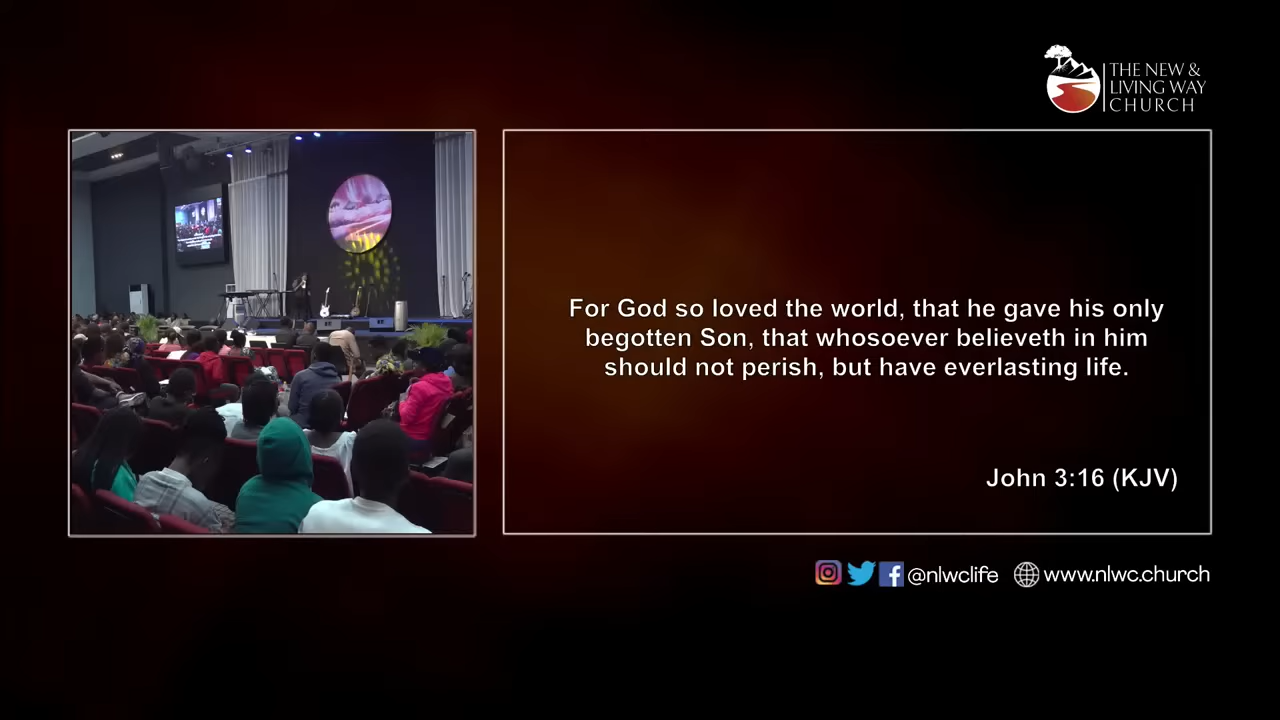 THE NEW &
LIVING WAY
CHURCH
For God so loved the world, that he gave his only
begotten Son, that whosoever believeth in him
should not perish, but have everlasting life.
John 3:16 (KJV)
@nlwclife www.nlwc.church